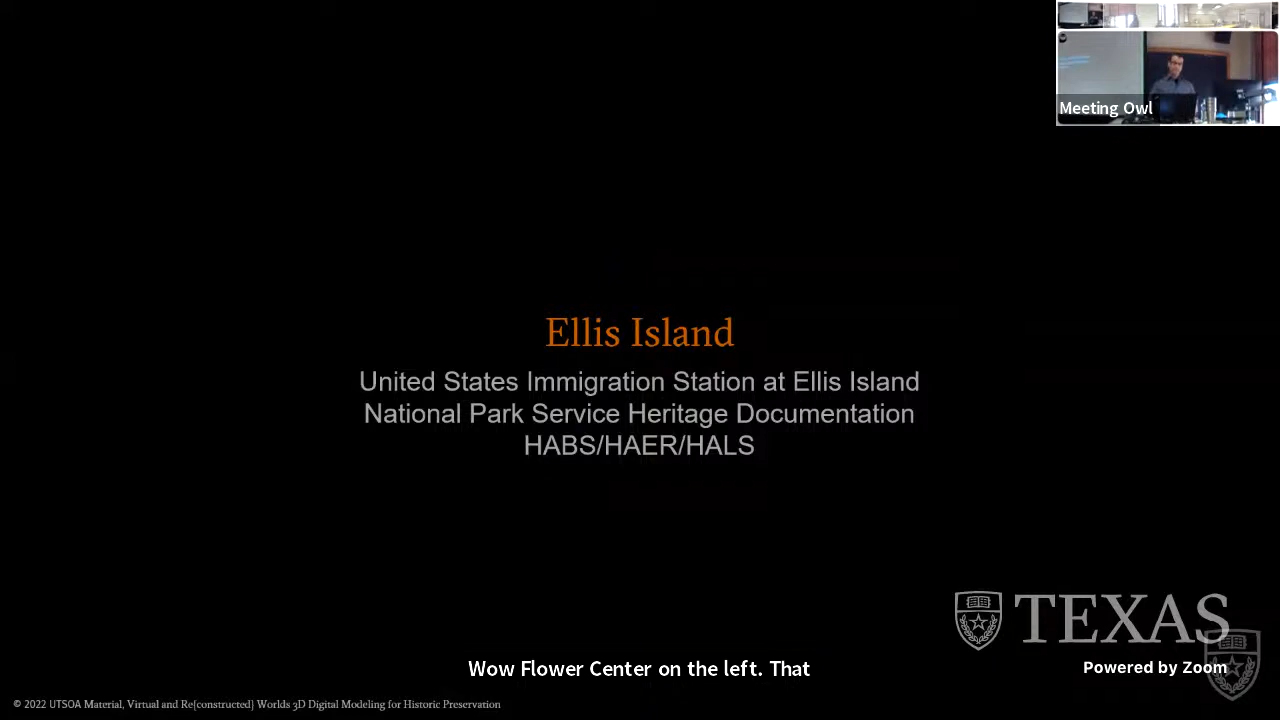 Meeting Owl
Ellis Island
United States Immigration Station at Ellis Island
National Park Service Heritage Documentation
HABS/HAER/HALS
TEXAS
Wow Flower Center on the left. That
Powered by Zoom
© 2022 UTSOA Material, Virtual and Re{constructed} Worlds 3D Digital Modeling for Historic Preservation